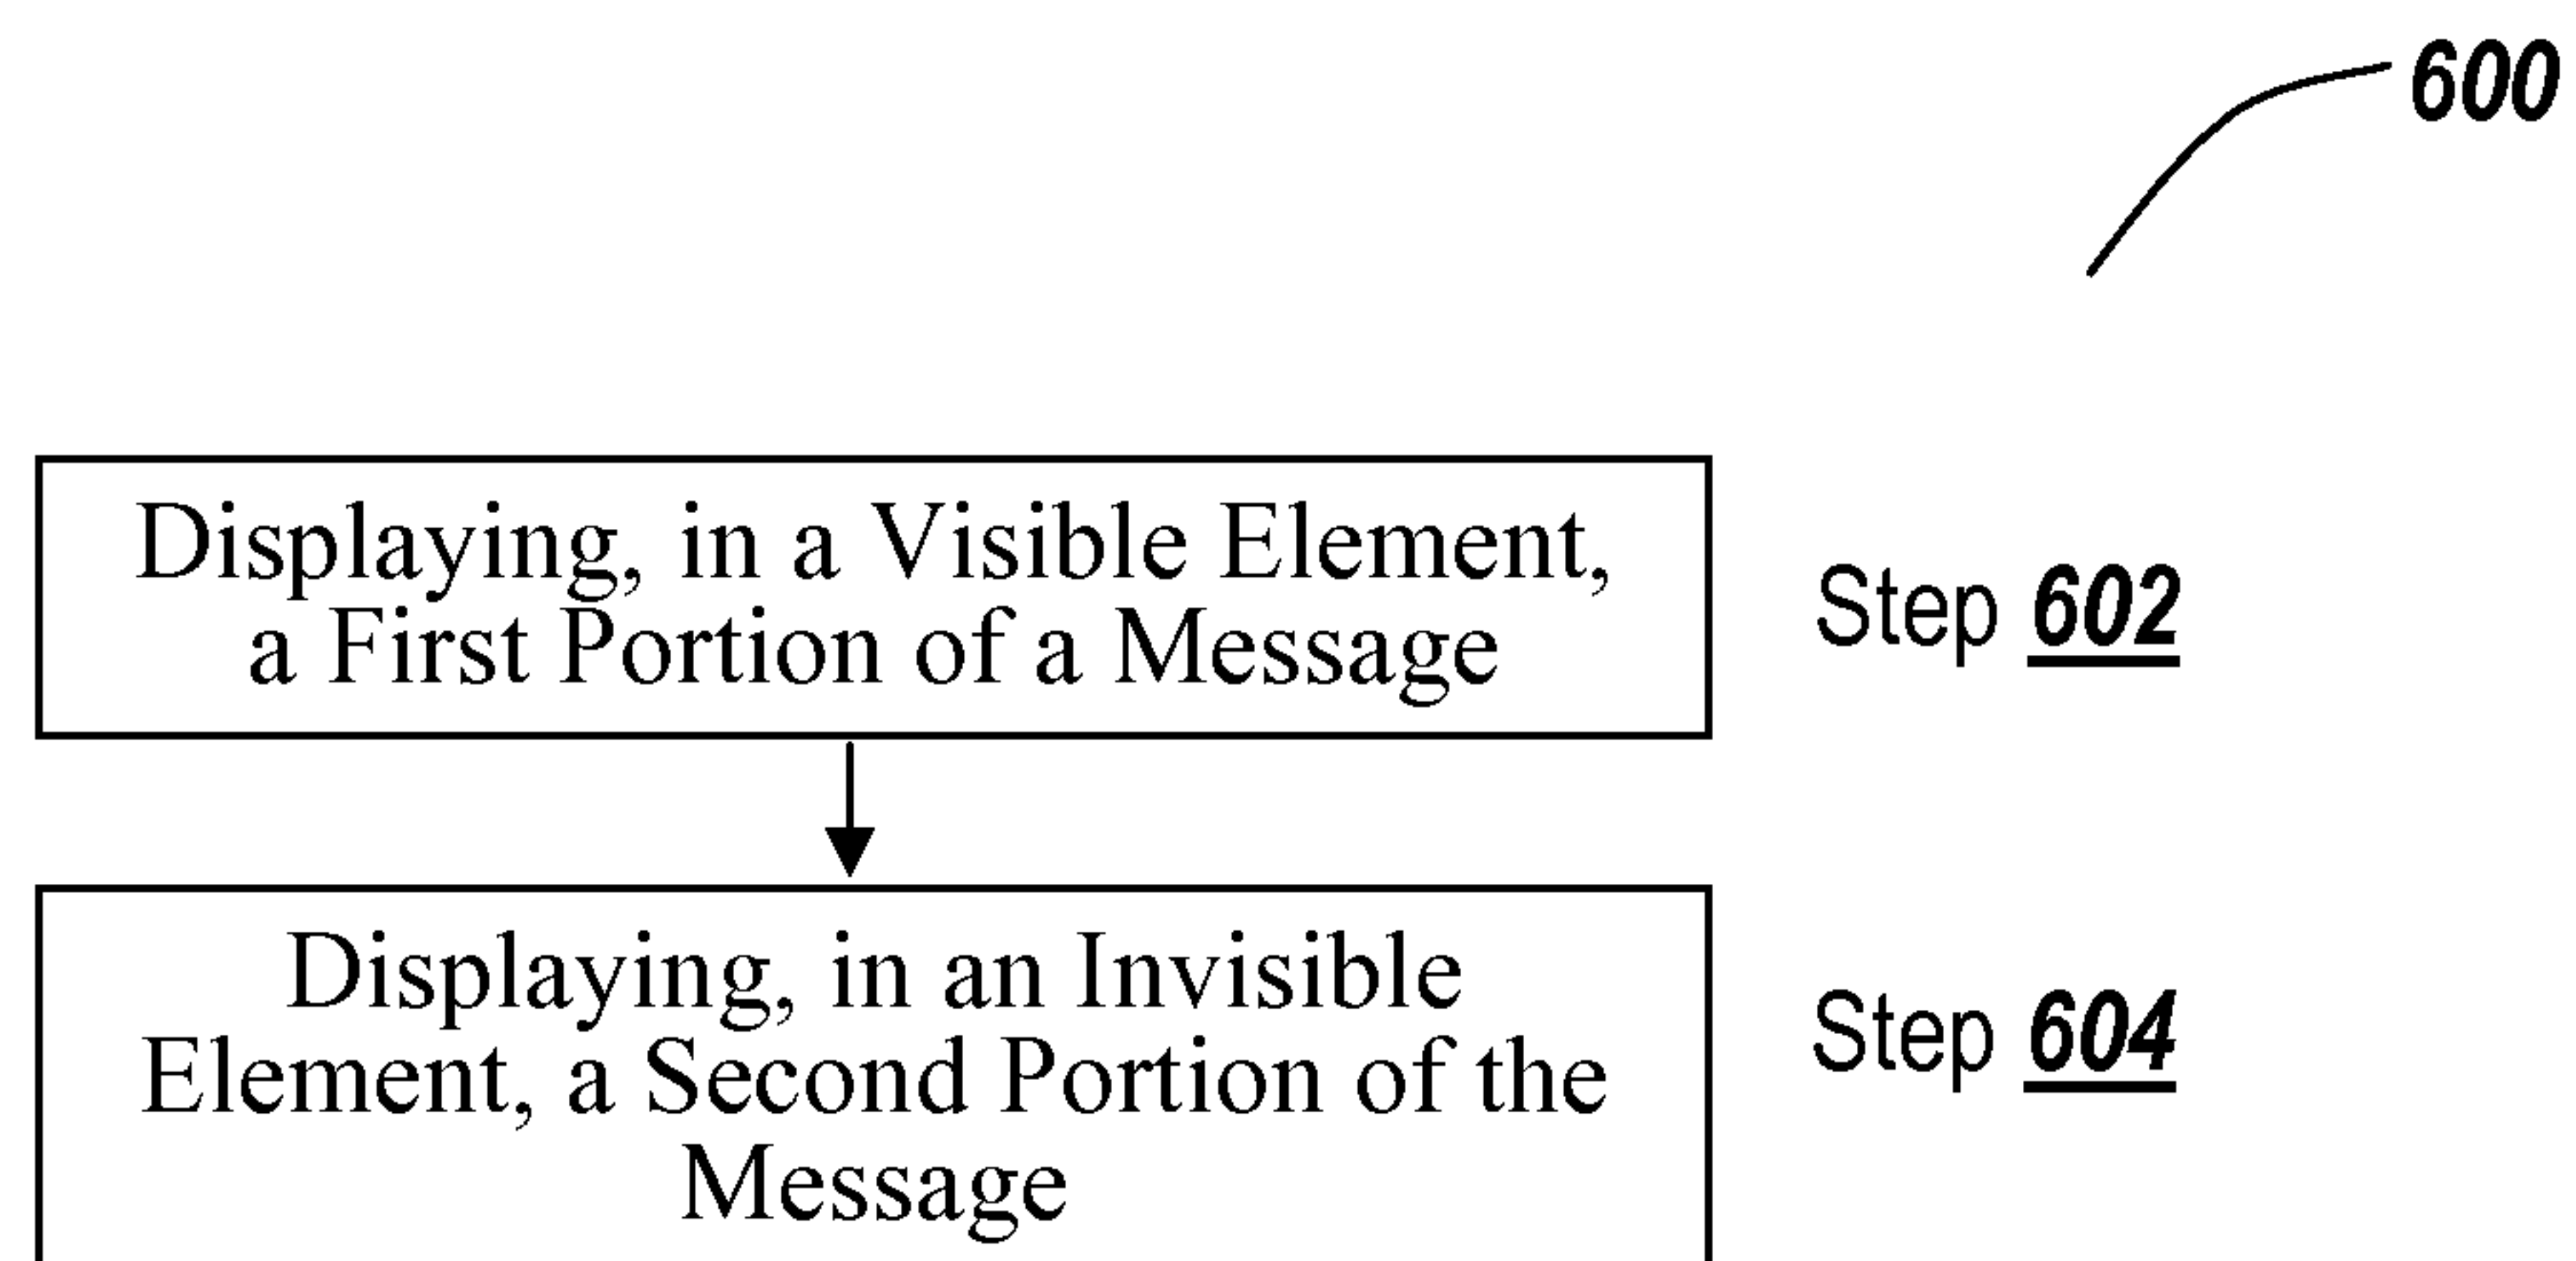 600
Displaying, in a Visible Element,
a First Portion of a Message
Step 602
Displaying, in an Invisible
Element, a Second Portion of the
Message
Step 604